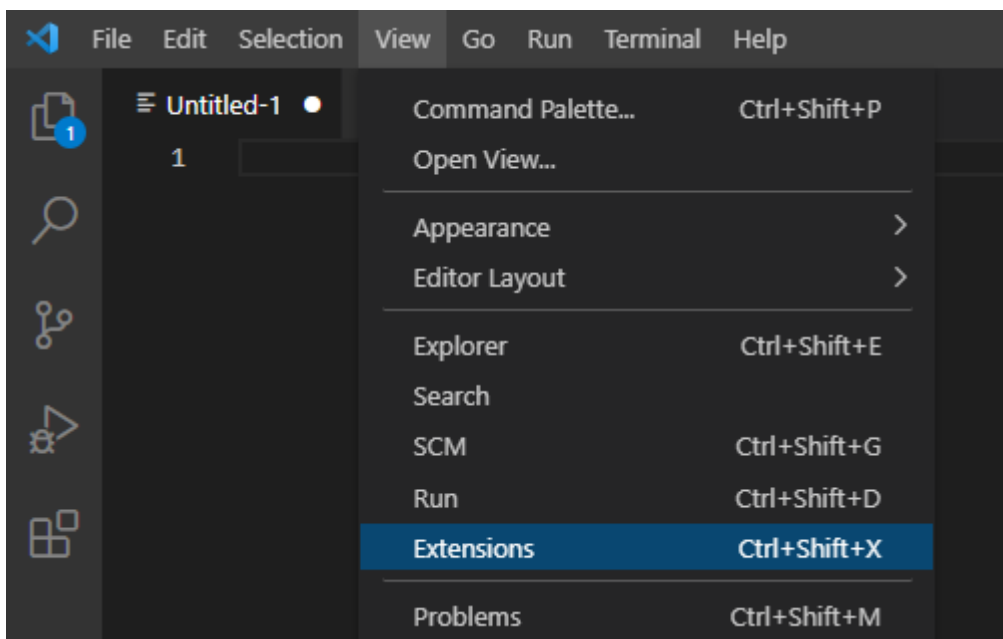 File Edit Selection View Go Run Terminal Help
Untitled-1
1
1
Command Palette... Ctrl+Shift+P
Open View...
Appearance
Editor Layout
Explorer Ctrl+Shift+E
Search
SCM Ctrl+Shift+G
Run Ctrl+Shift+D
Extensions Ctrl+Shift+X
Problems Ctrl+Shift+M